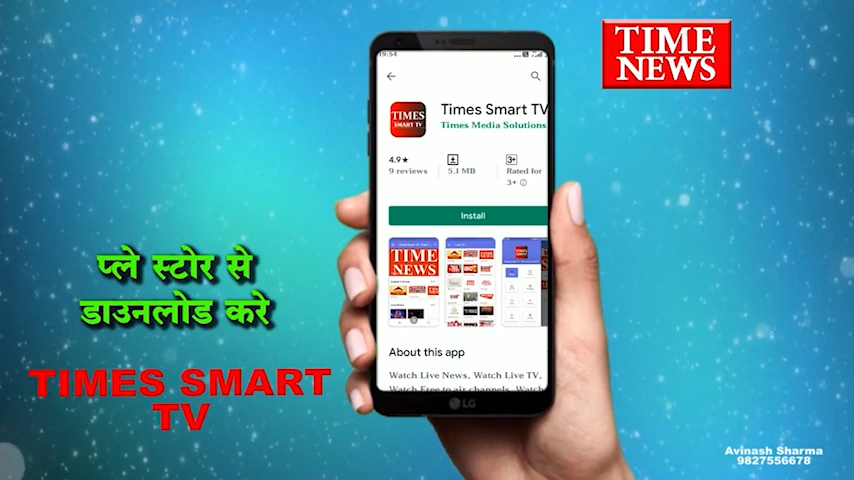 TIME
NEWS
19:54
Times Smart TV
Times Media Solutions
TIMES
SMART TV
4.9★
9 reviews
5.1 MB
3+
Rated for
3+
Install
TIME
NEWS
About this app
Watch Live News, Watch Live TV,
Watch Free to air channels, Watch
LG
प्ले स्टोर से
डाउनलोड करे
TIMES SMART
TV
Avinash Sharma
9827556678